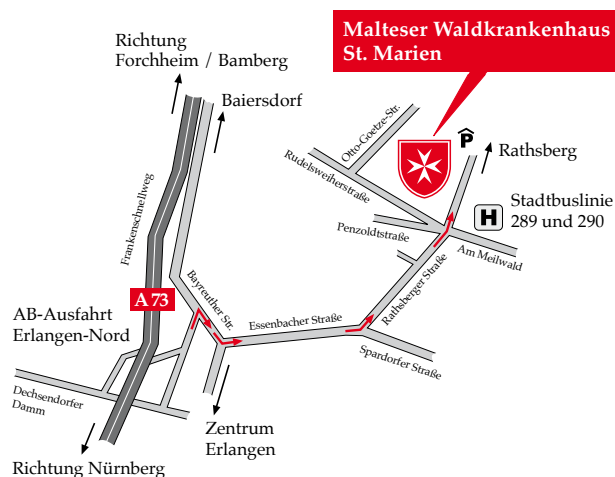 Malteser Waldkrankenhaus
St. Marien
Richtung
Forchheim / Bamberg
Baiersdorf
Otto-Goetze-Str.
Rudelsweiherstraße
P
Rathsberg
H
Stadtbuslinie
289 und 290
Penzoldtstraße
Am Meilwald
Frankenschnellweg
Bayreuther Str.
Rathsberger Straße
A 73
AB-Ausfahrt
Erlangen-Nord
Essenbacher Straße
Spardorfer Straße
Dechsendorfer
Damm
Zentrum
Erlangen
Richtung Nürnberg